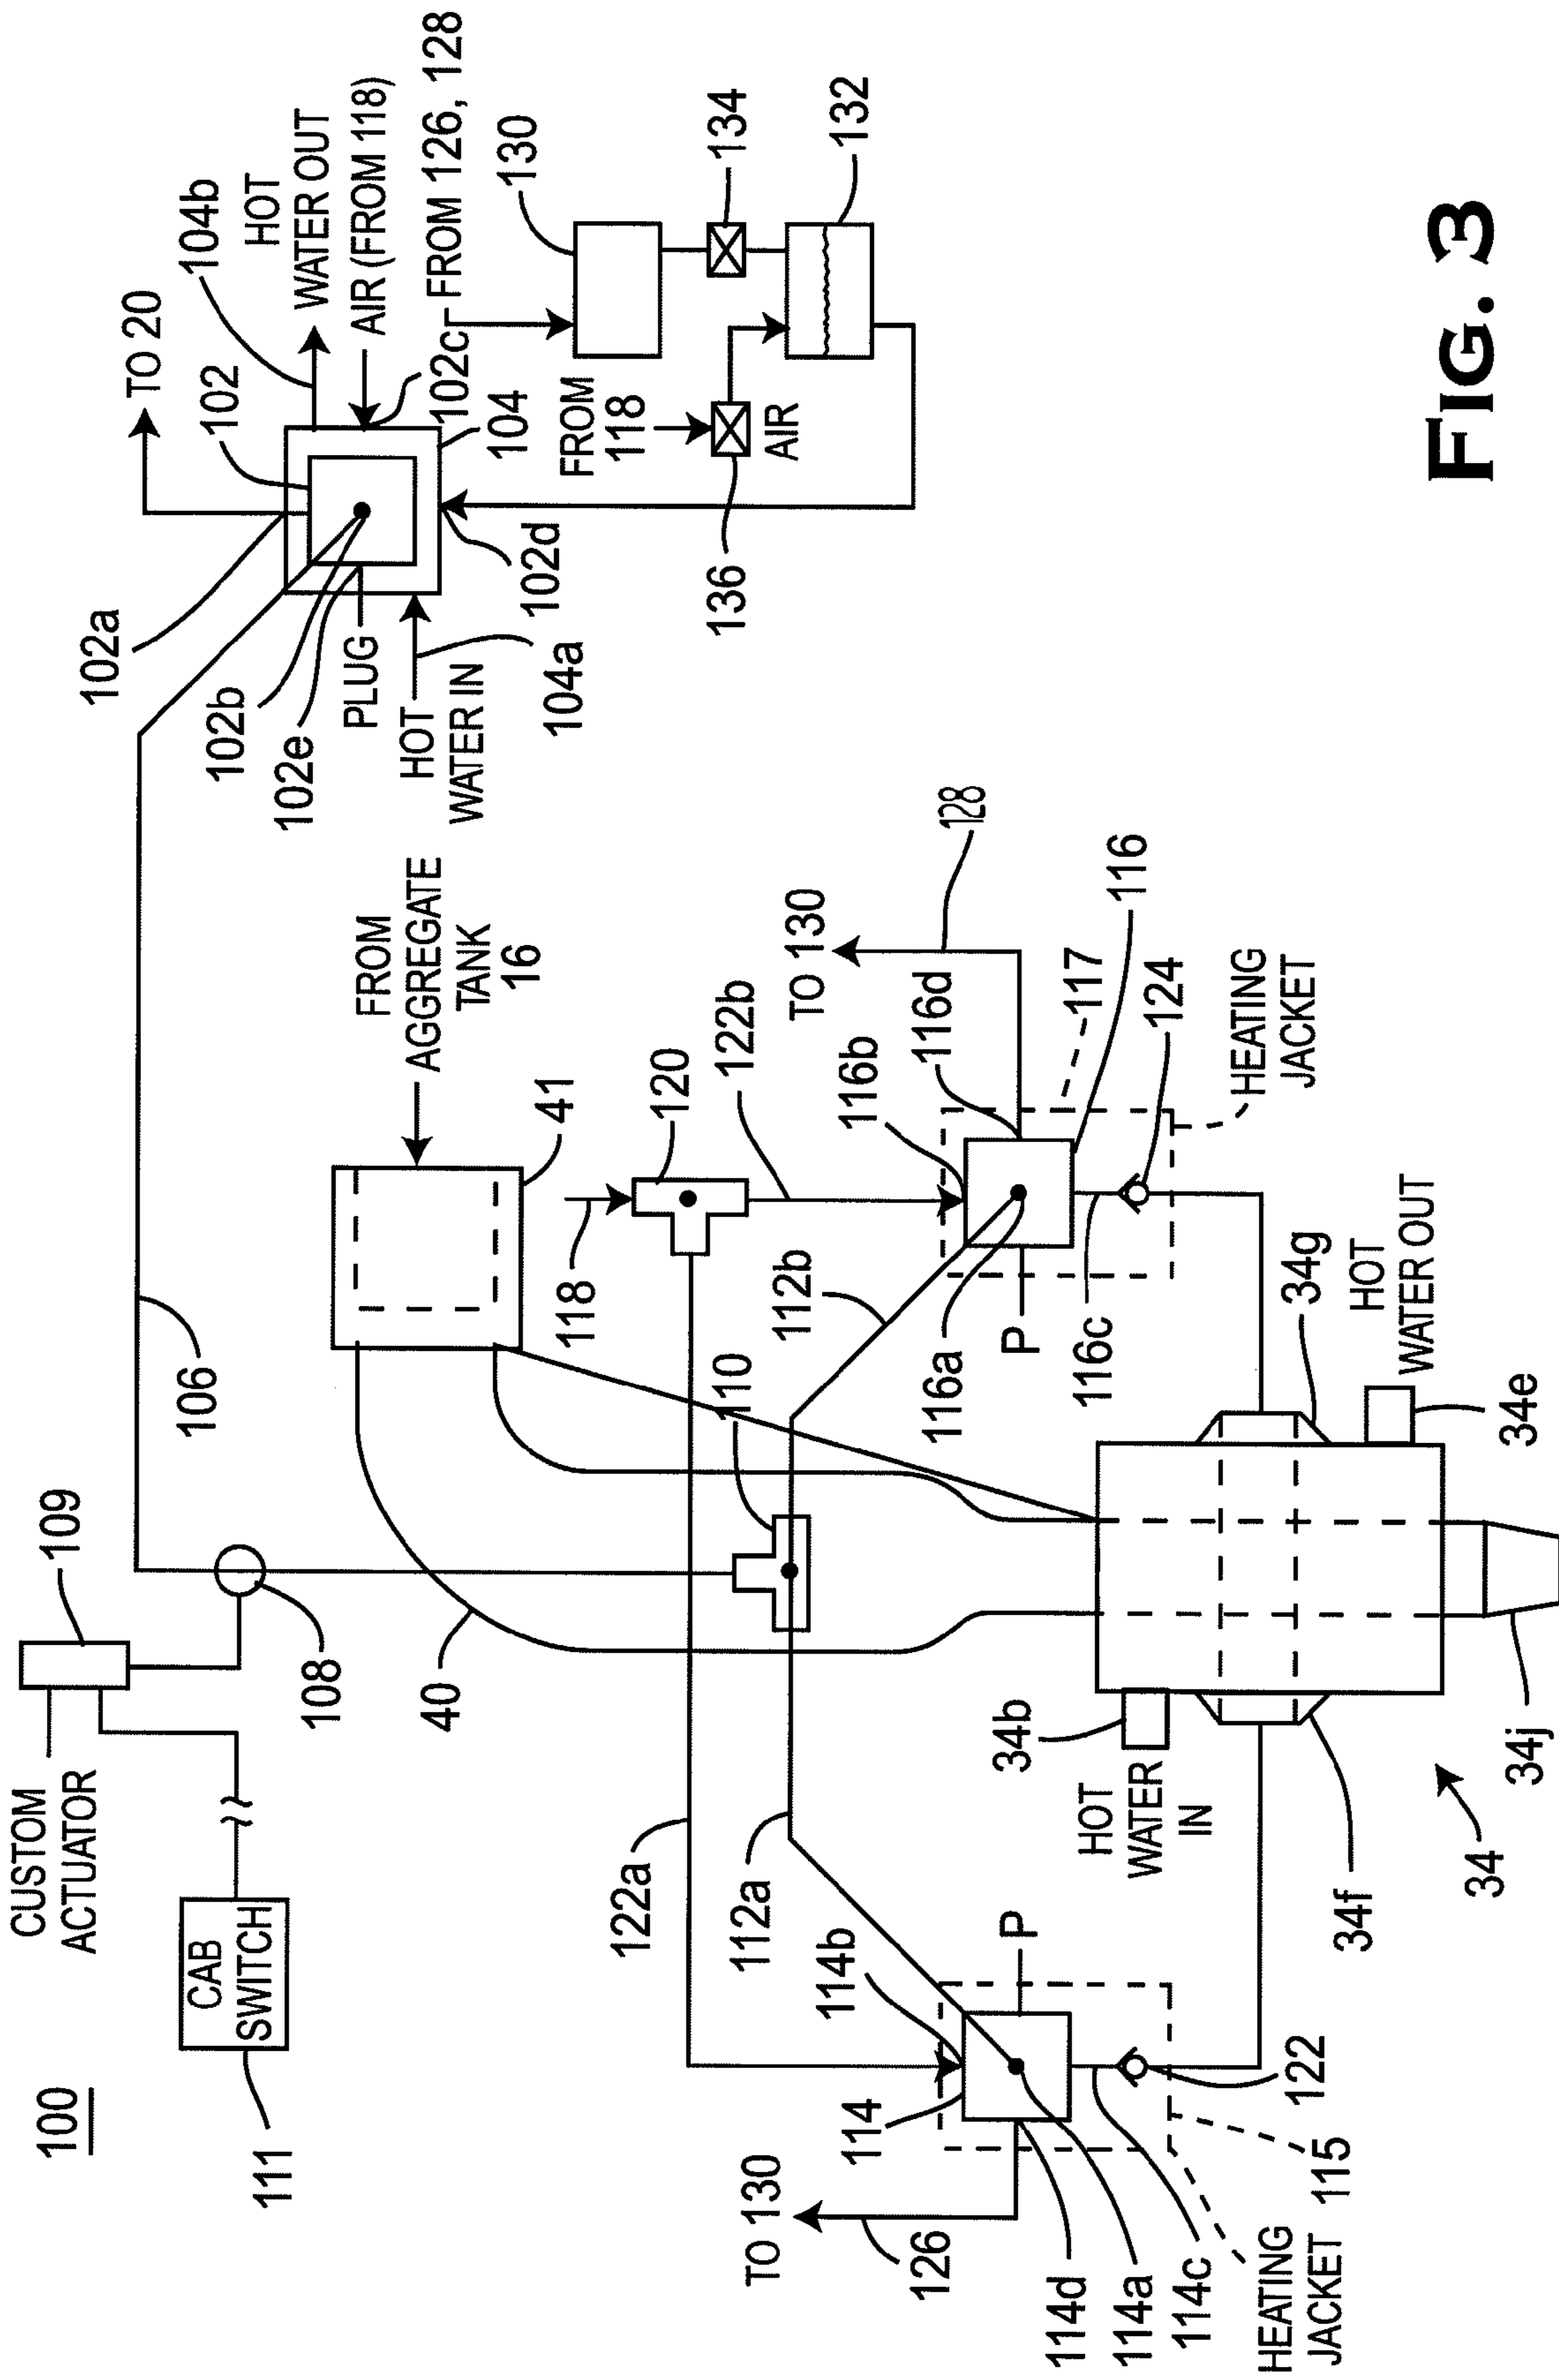 100
111
CAB
SWITCH
CUSTOM
ACTUATOR
109
108
106
102a
TO 20
102
104b
HOT
WATER OUT
AIR (FROM 118)
102c
FROM 126, 128
102b
102e
PLUG
HOT
WATER IN
104a
104
102d
130
134
132
FROM
118
AIR
136
FROM
AGGREGATE
TANK
16
41
40
118
120
122b
122a
110
112a
112b
TO 130
126
114
114b
P
114d
114a
114c
122
115
HEATING
JACKET
TO 130
128
116b
116d
117
116
124
P
116a
116c
HEATING
JACKET
34b
HOT
WATER
IN
34f
34
34j
34g
HOT
WATER OUT
34e
FIG. 3